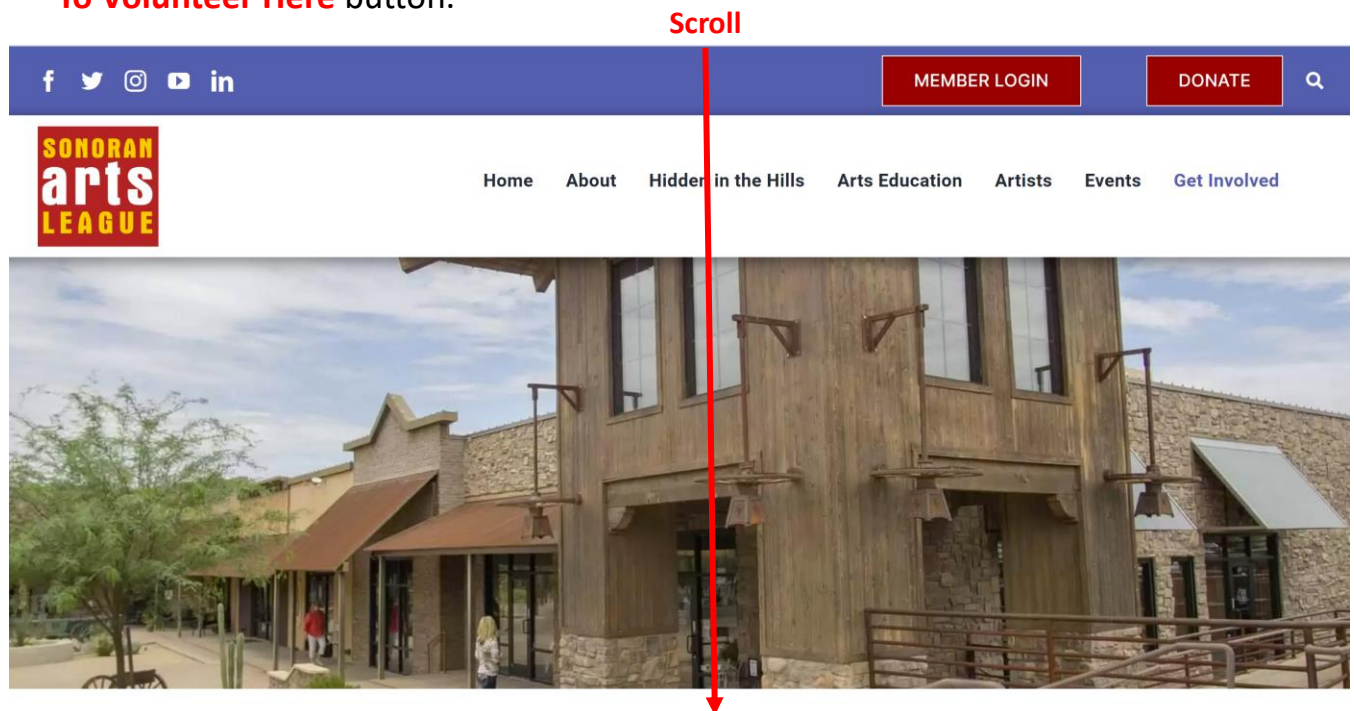 To Volunteer Here button.
Scroll
f in
MEMBER LOGIN
DONATE
SONORAN
arts
LEAGUE
Home About Hidden in the Hills Arts Education Artists Events Get Involved